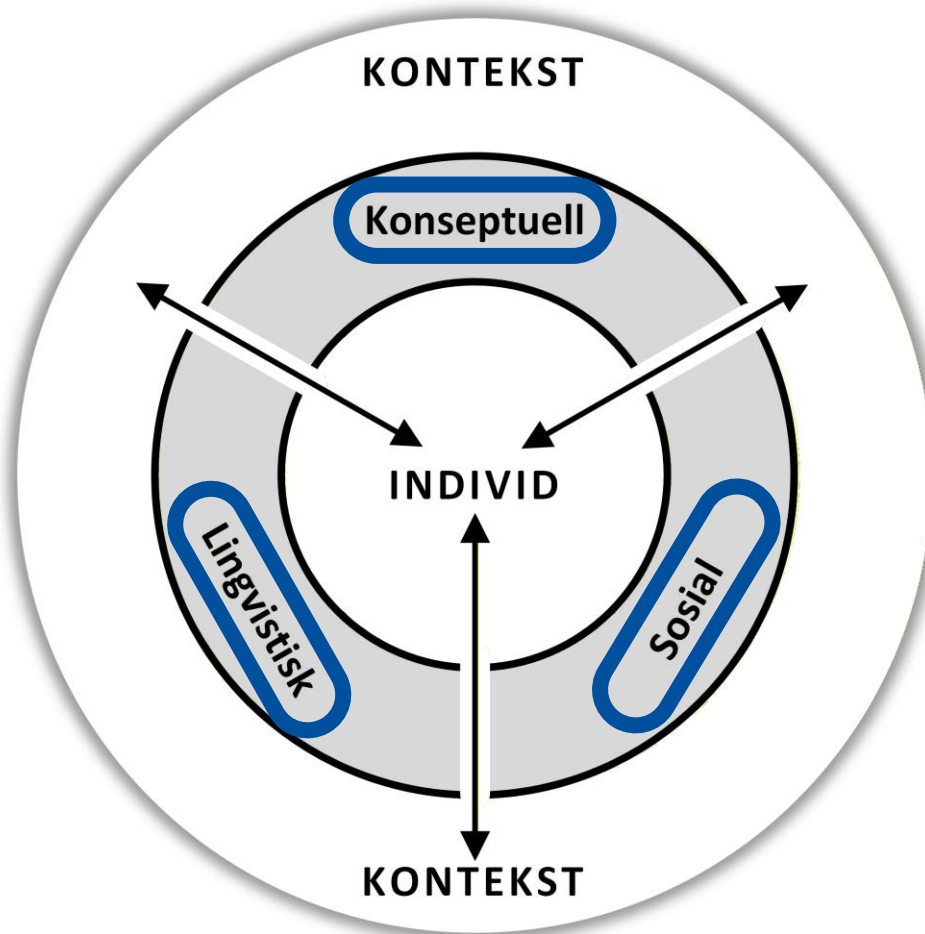 KONTEKST
Konseptuell
INDIVID
Lingvistisk
Sosial
KONTEKST